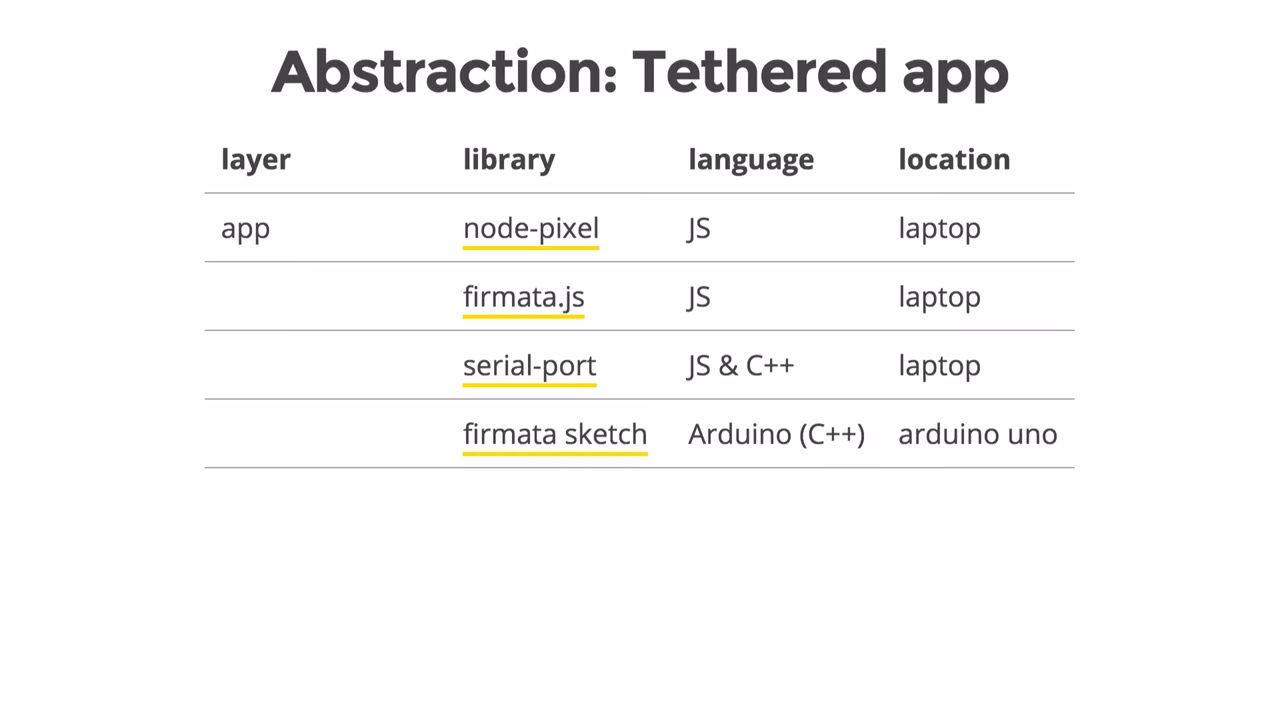 Abstraction: Tethered app
layer library language location
app node-pixel JS laptop
firmata.js JS laptop
serial-port JS & C++ laptop
firmata sketch Arduino (C++) arduino uno